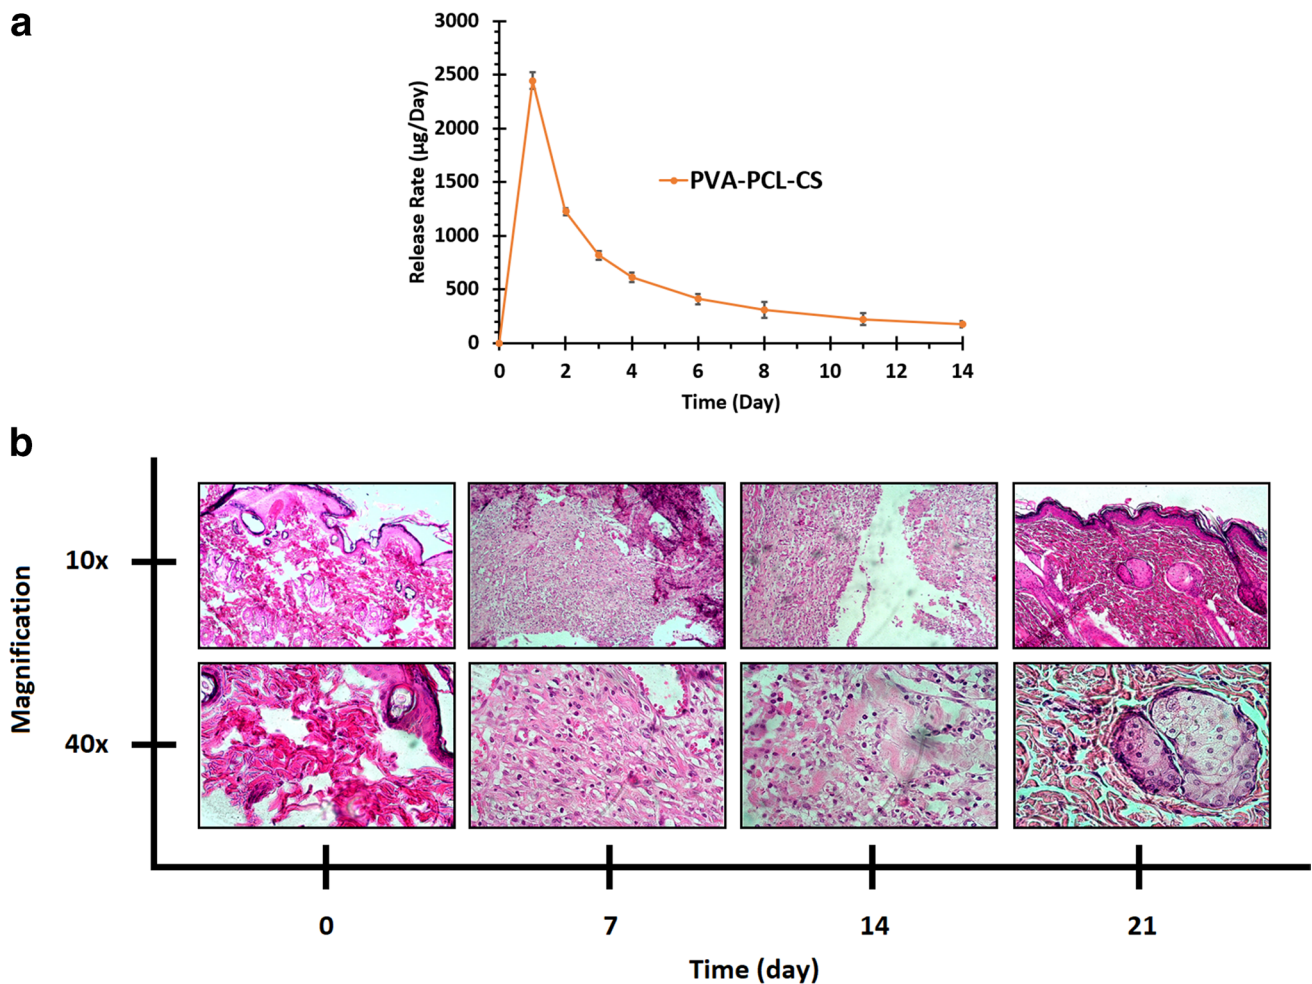 a
3000
2500
2000
1500
1000
500
0
Release Rate (µg/Day)
PVA-PCL-CS
0 2 4 6 8 10 12 14
Time (Day)
b
Magnification
10x
40x
0 7 14 21
Time (day)